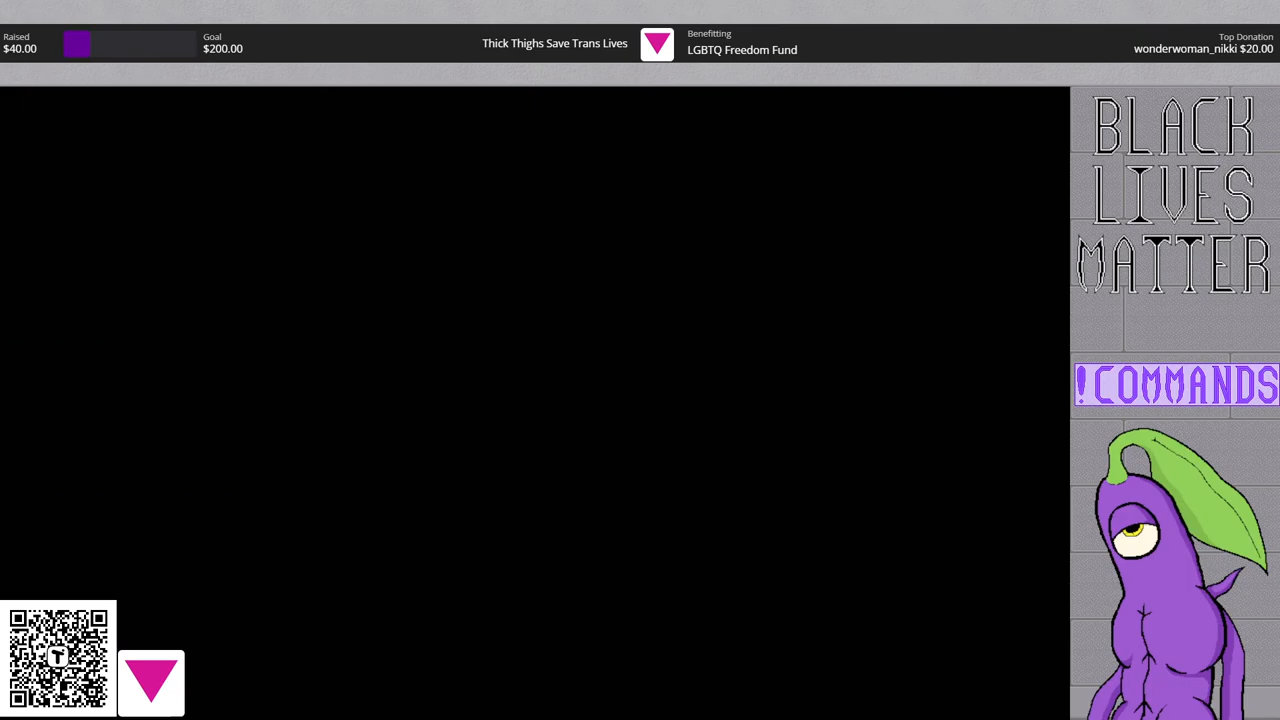 Raised
$40.00
Goal
$200.00
Thick Thighs Save Trans Lives
Benefitting
LGBTQ Freedom Fund
Top Donation
wonderwoman_nikki $20.00
BLACK
LIVES
MATTER
!COMMANDS
T